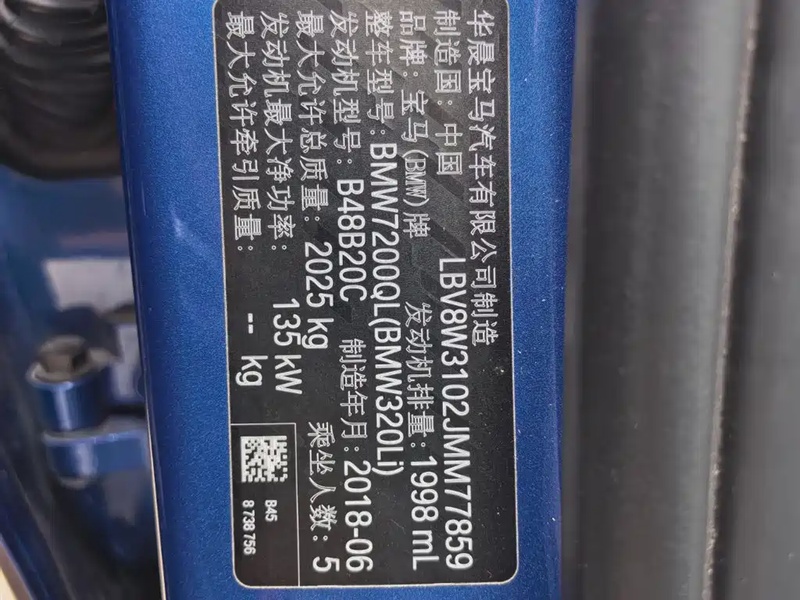 华晨宝马汽车有限公司制造
制造国：中国 LBV8W3102JMM77859
品牌：宝马(BMW)牌 发动机排量：1998 mL
整车型号：BMW7200QL(BMW320Li)
发动机型号：B48B20C 制造年月：2018-06
最大允许总质量：2025 kg 乘坐人数：5
发动机最大净功率：135 kW
最大允许牵引质量：-- kg
B45
8 738 756